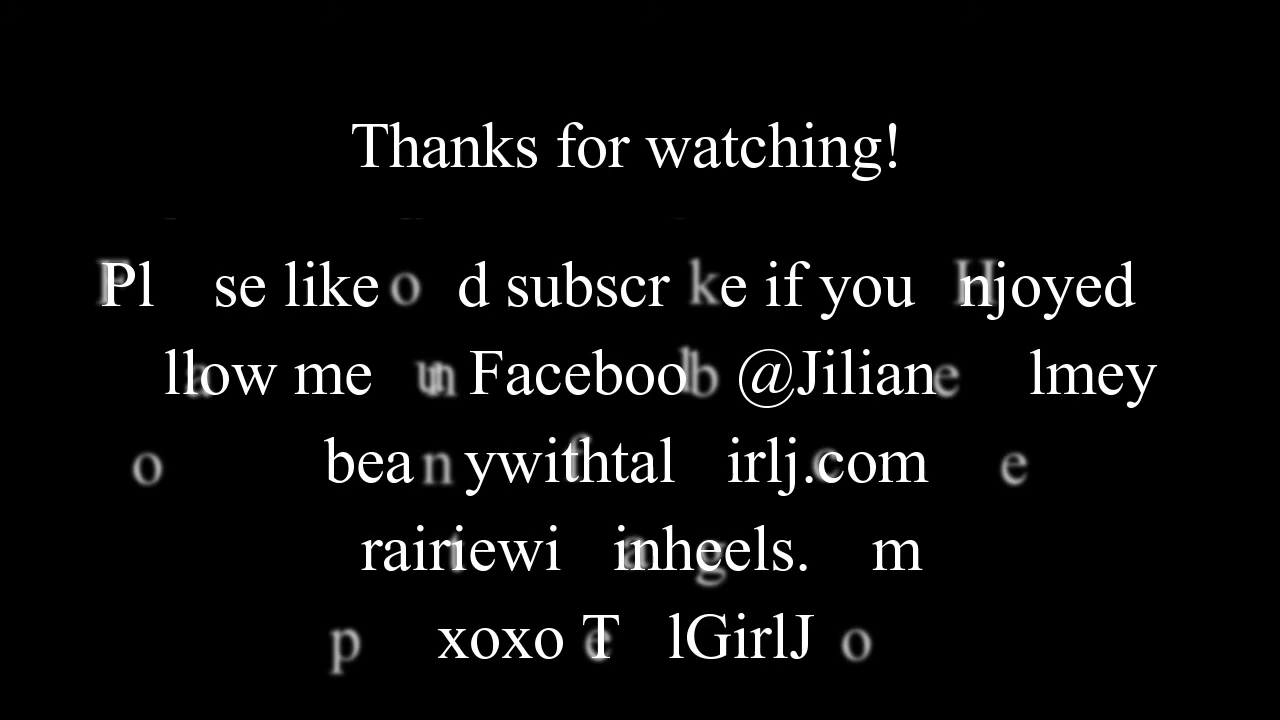 Thanks for watching!
Pl se like d subscr e if you njoyed
llow me Faceboo @Jilian lmey
bea ywithtal irlj.com
rairiewi inheels. m
xoxo T lGirlJ